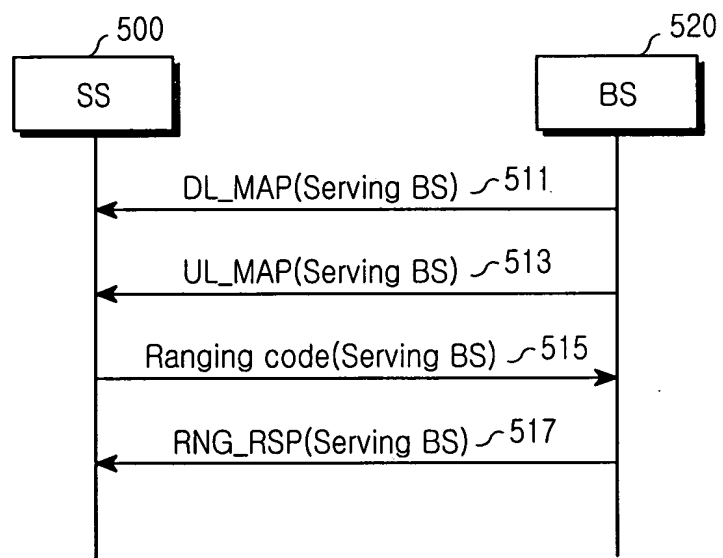 500
520
SS
BS
DL_MAP(Serving BS) 511
UL_MAP(Serving BS) 513
Ranging code(Serving BS) 515
RNG_RSP(Serving BS) 517